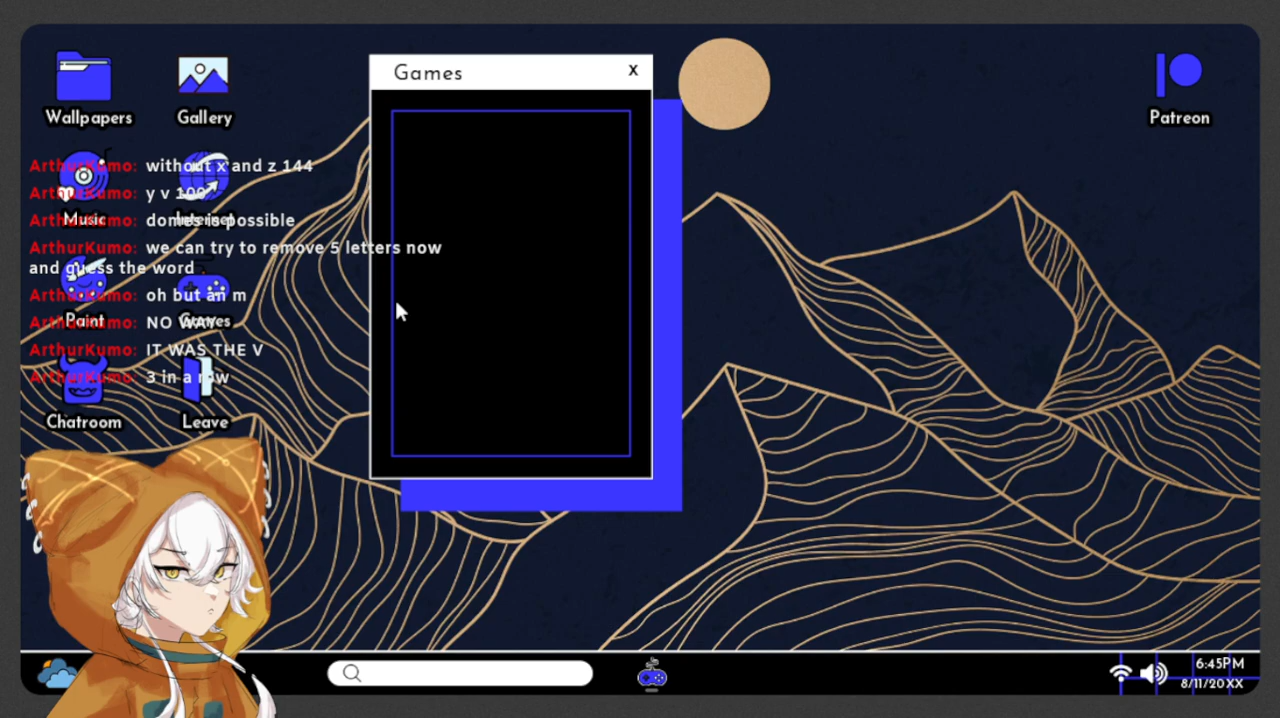 Games
X
Wallpapers
Gallery
Patreon
ArthurKumo: without x and z 144
ArthurKumo: y v 100
Music
ArthurKumo: domes is possible
ArthurKumo: we can try to remove 5 letters now
and guess the word
ArthurKumo: oh but an m
Paint
Games
ArthurKumo: NO WAY
ArthurKumo: IT WAS THE V
ArthurKumo: 3 in a row
Chatroom
Leave
6:45PM
8/11/20XX